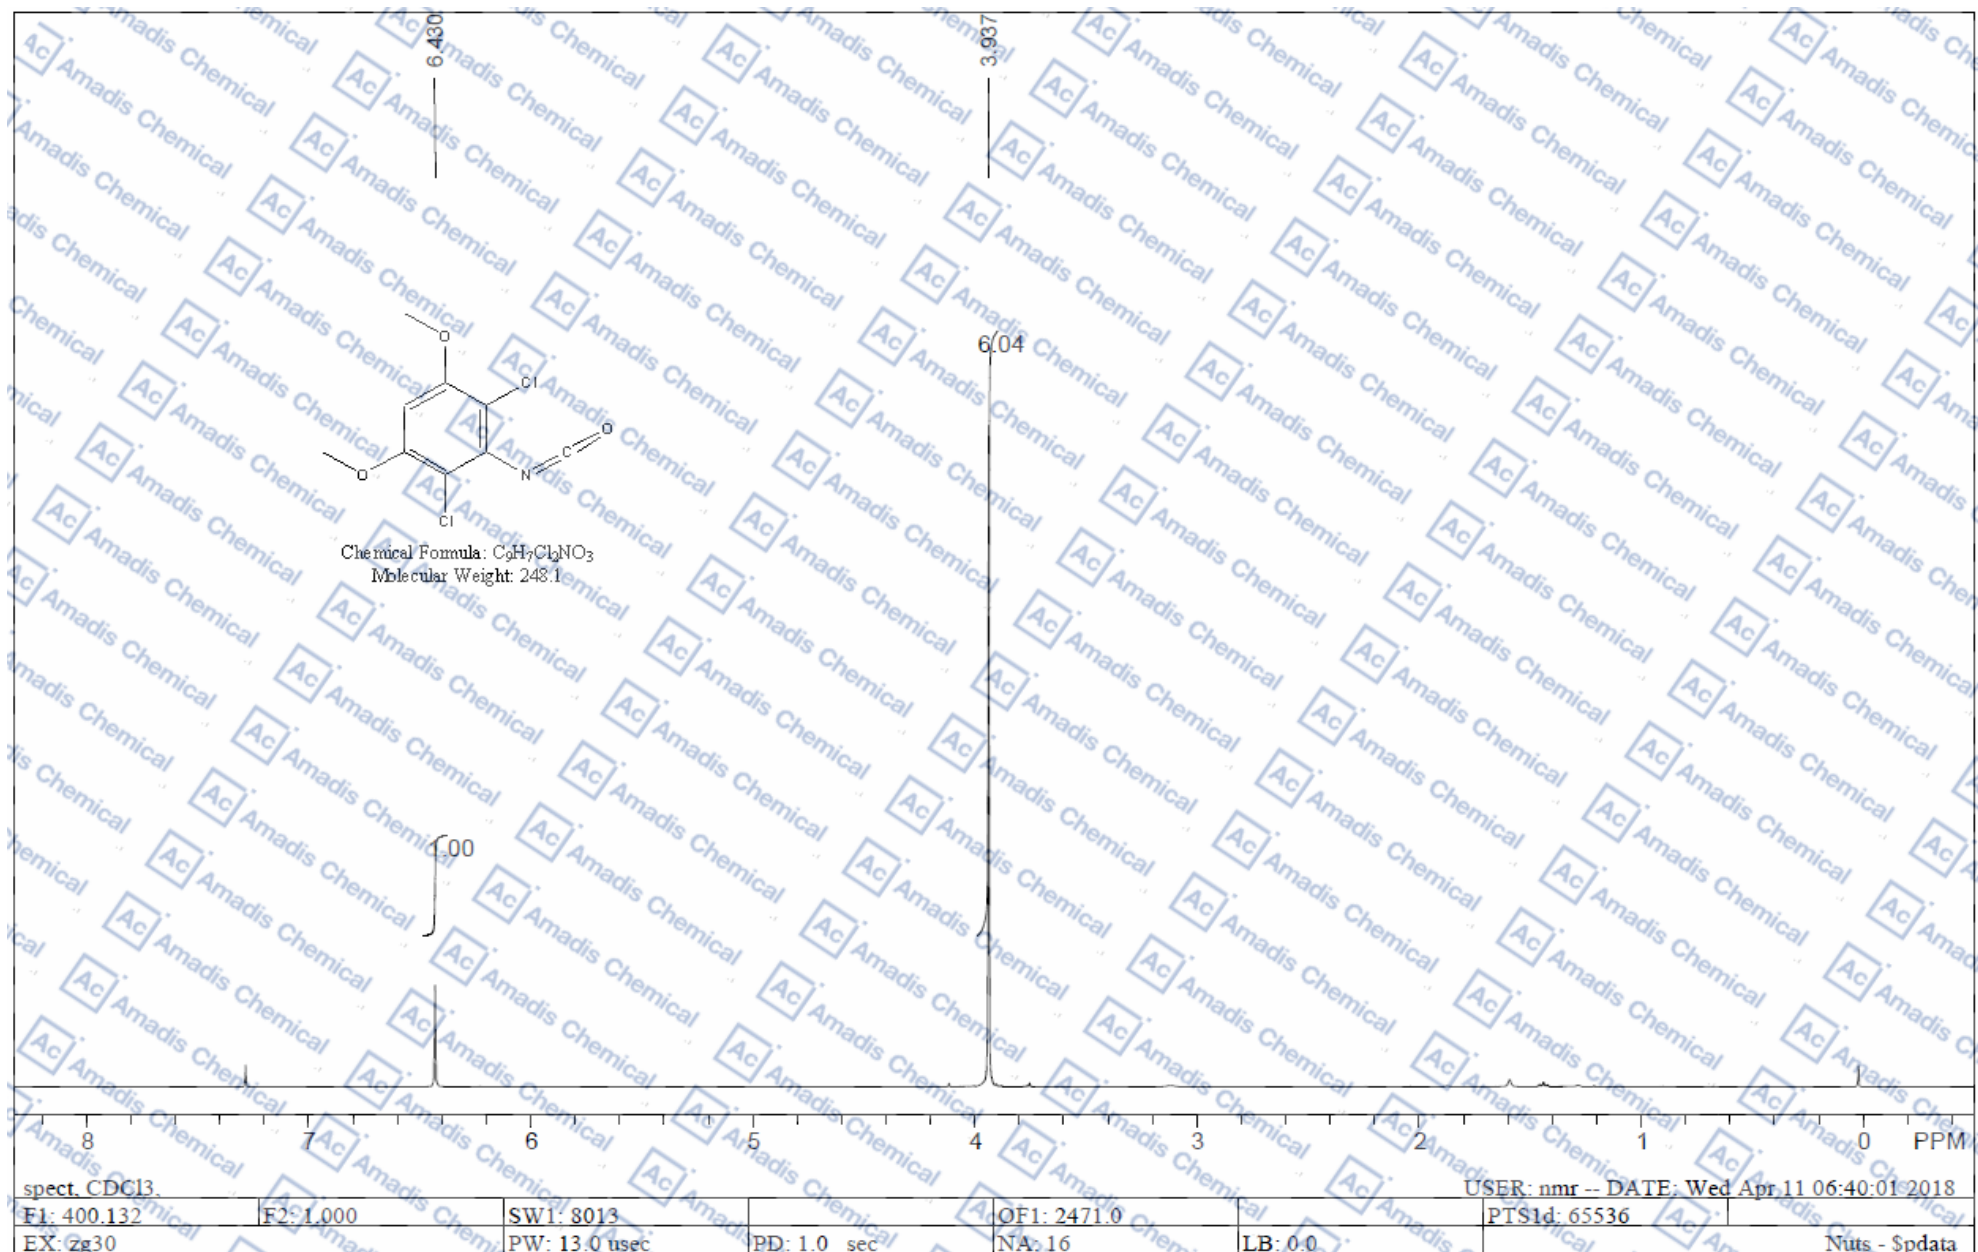 6.430
3.937
6.04
O
Cl
O
C
O
N
Cl
Chemical Formula: C₉H₇Cl₂NO₃
Molecular Weight: 248.1
1.00
8 7 6 5 4 3 2 1 0 PPM
spect, CDCl3,
USER: nmr -- DATE: Wed Apr 11 06:40:01 2018
F1: 400.132 F2: 1.000 SW1: 8013 OF1: 2471.0 PTS1d: 65536
EX: zg30 PW: 13.0 usec PD: 1.0 sec NA: 16 LB: 0.0 Nuts - $pdata
Ac Amadis Chemical